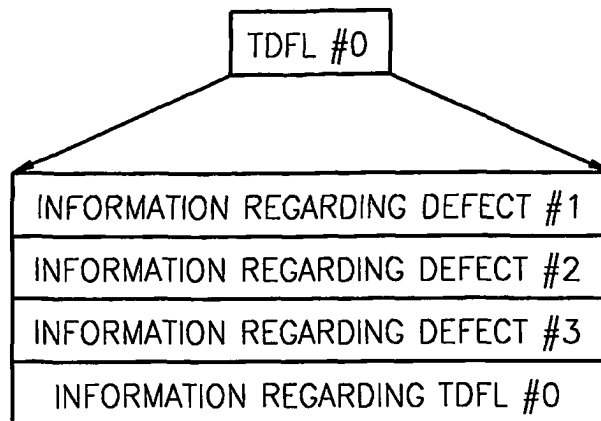 TDFL #0
INFORMATION REGARDING DEFECT #1
INFORMATION REGARDING DEFECT #2
INFORMATION REGARDING DEFECT #3
INFORMATION REGARDING TDFL #0